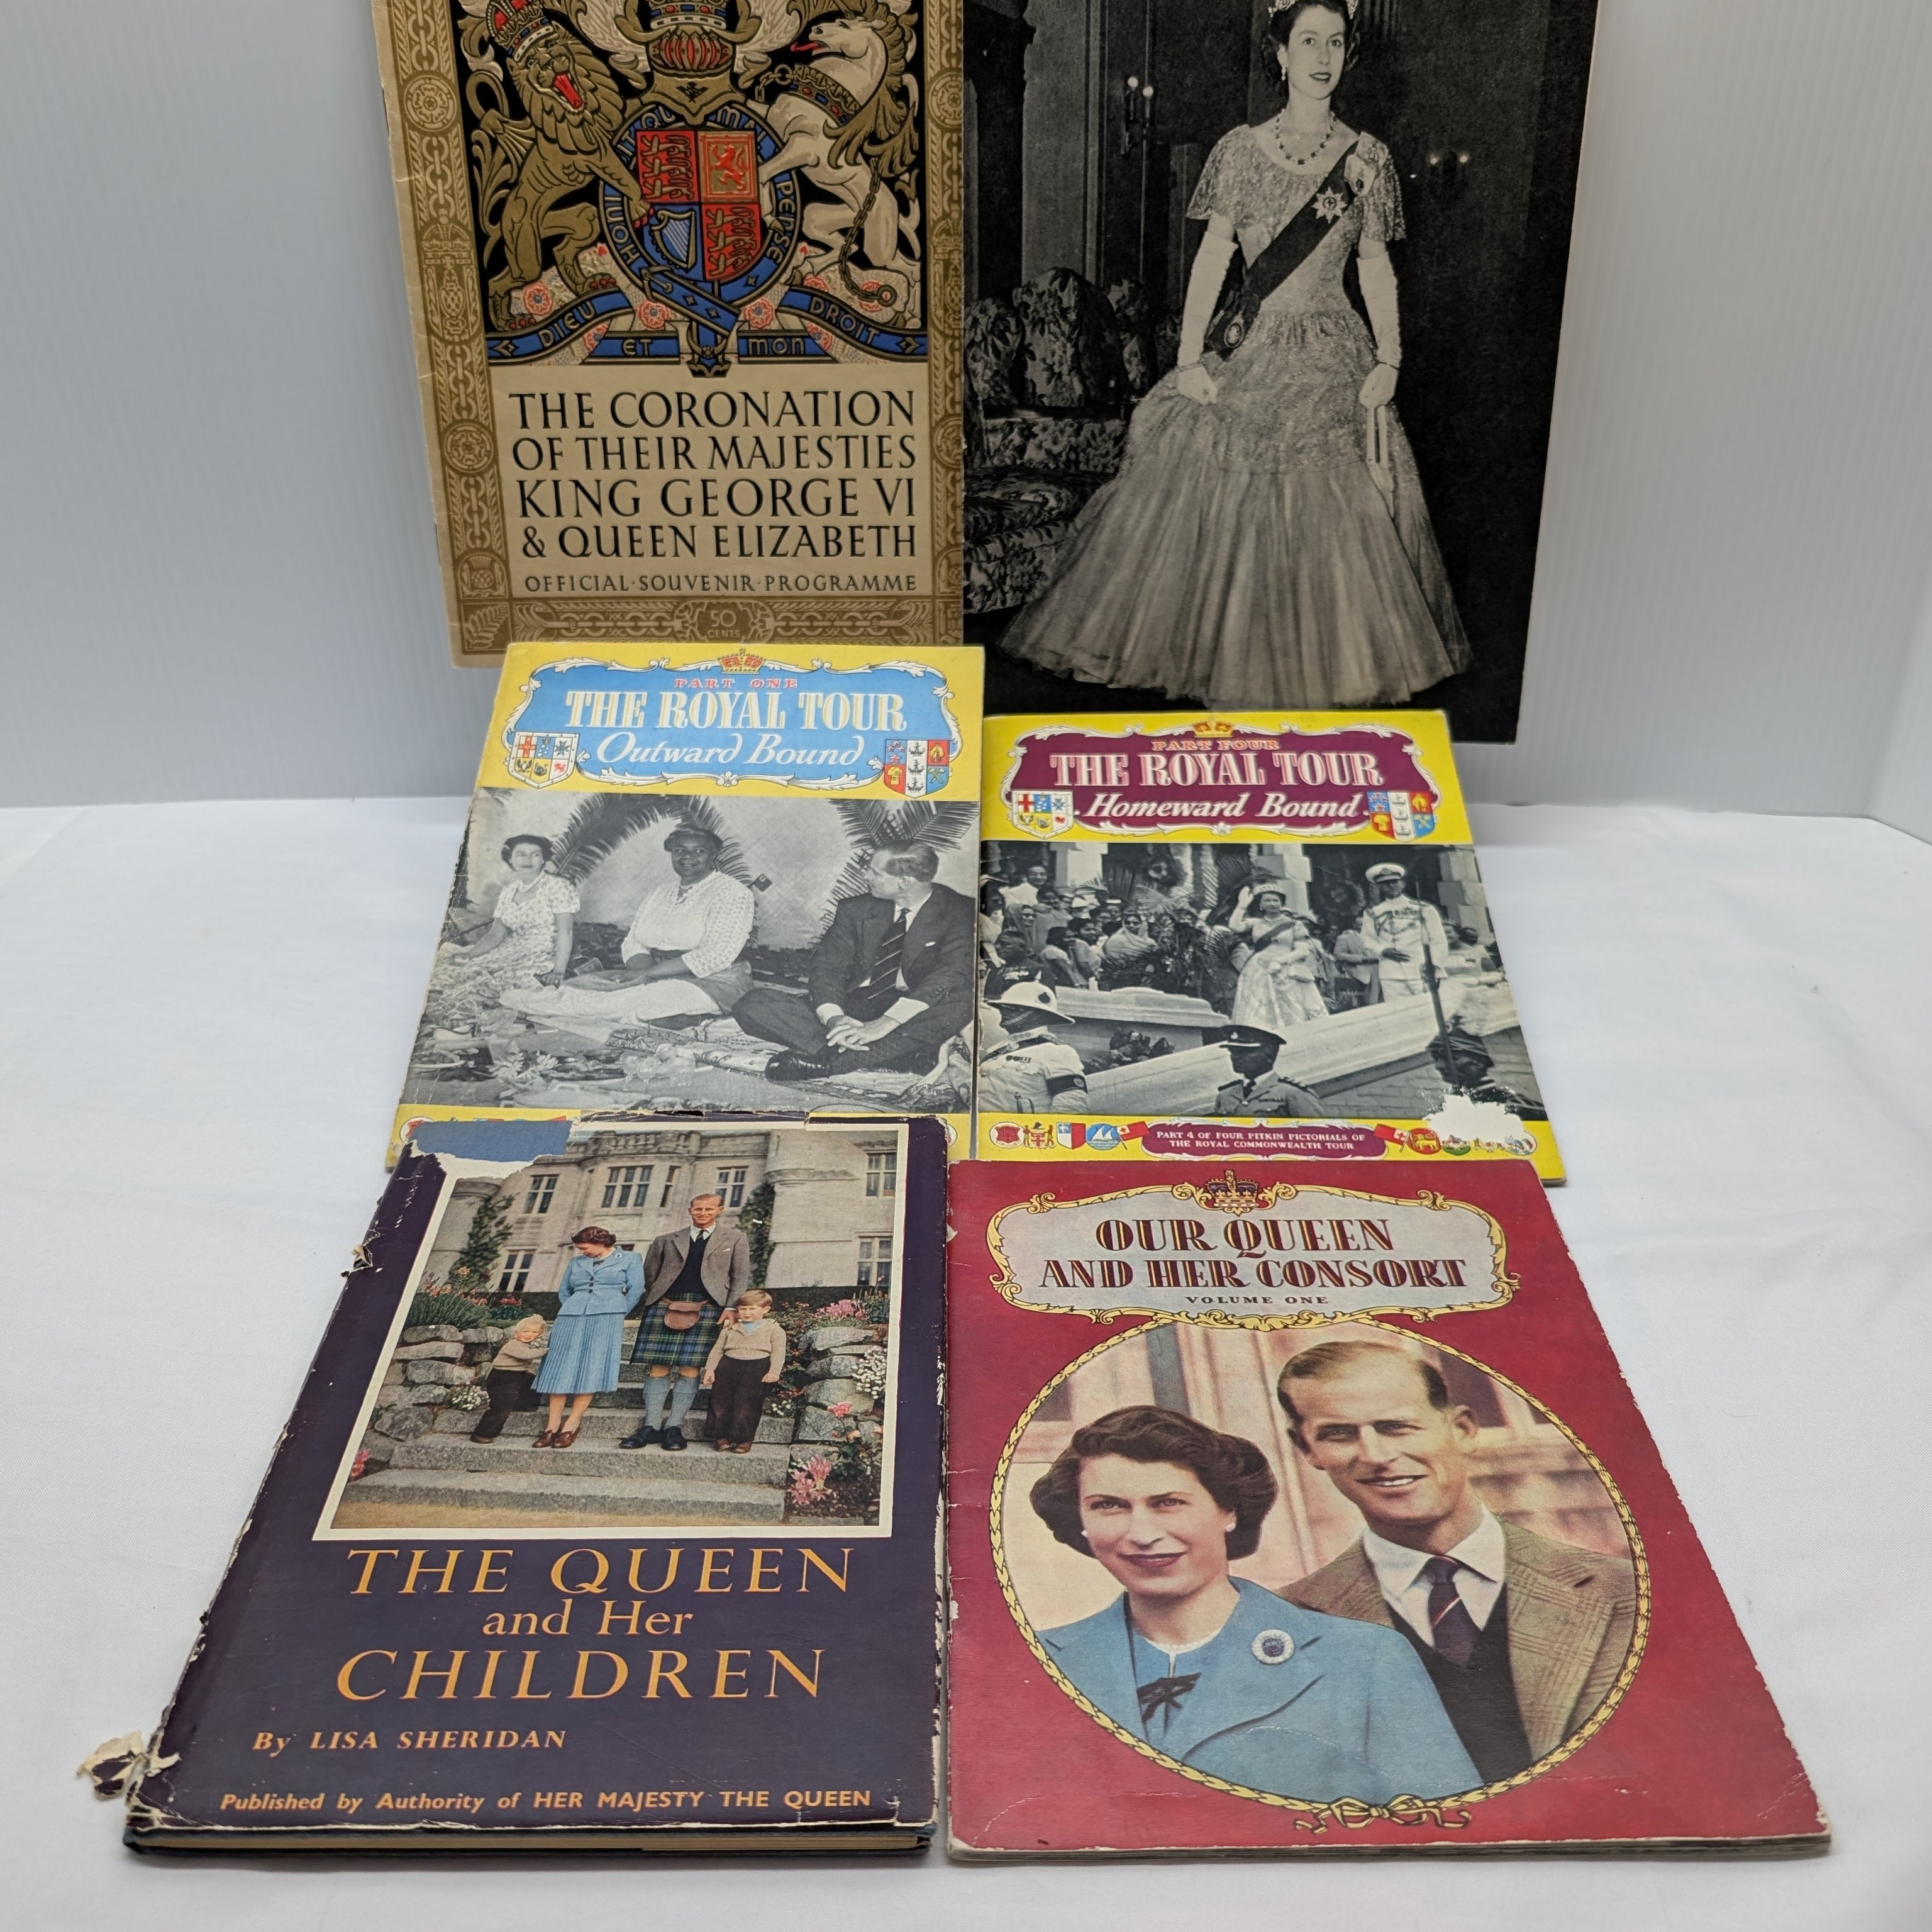 HONI SOIT QUI MAL Y PENSE
DIEU ET MON DROIT
THE CORONATION
OF THEIR MAJESTIES
KING GEORGE VI
& QUEEN ELIZABETH
OFFICIAL·SOUVENIR·PROGRAMME
50
CENTS
PART ONE
THE ROYAL TOUR
Outward Bound
PART FOUR
THE ROYAL TOUR
Homeward Bound
PART 4 OF FOUR PITKIN PICTORIALS OF
THE ROYAL COMMONWEALTH TOUR
THE QUEEN
and Her
CHILDREN
By LISA SHERIDAN
Published by Authority of HER MAJESTY THE QUEEN
OUR QUEEN
AND HER CONSORT
VOLUME ONE